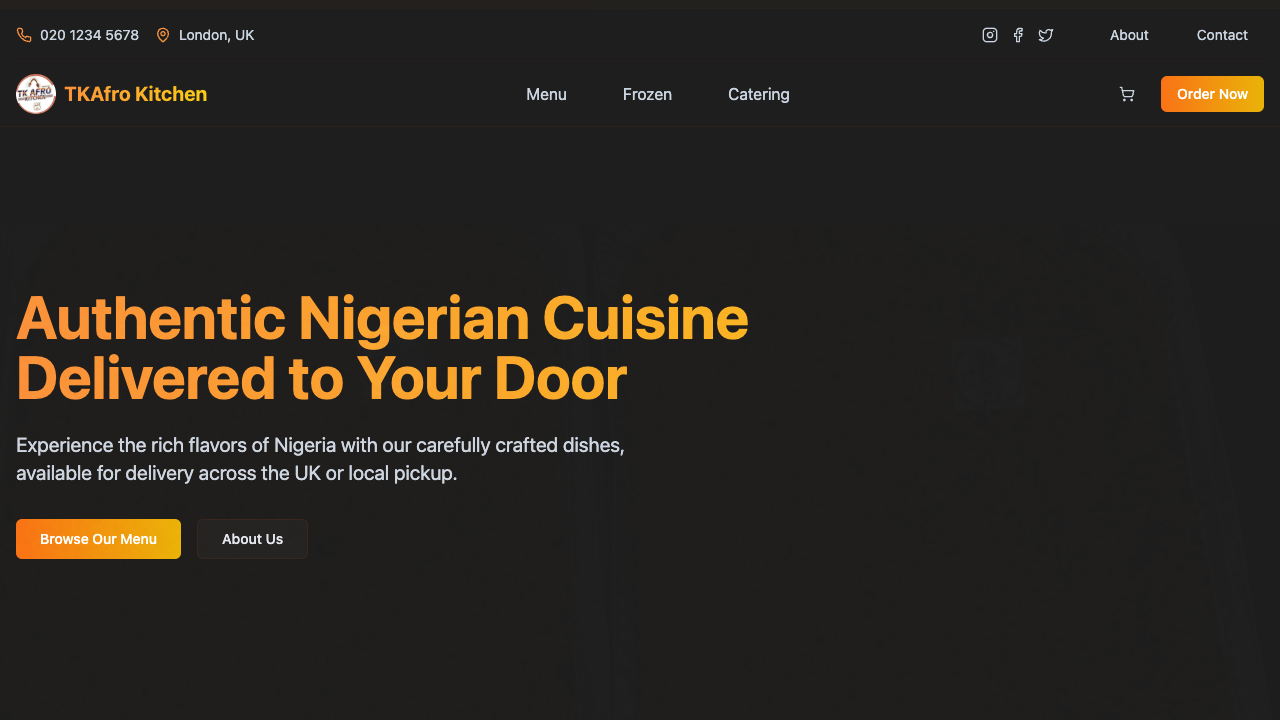 020 1234 5678
London, UK
About
Contact
TK AFRO
KITCHEN
TKAfro Kitchen
Menu
Frozen
Catering
Order Now
Authentic Nigerian Cuisine
Delivered to Your Door
Experience the rich flavors of Nigeria with our carefully crafted dishes,
available for delivery across the UK or local pickup.
Browse Our Menu
About Us